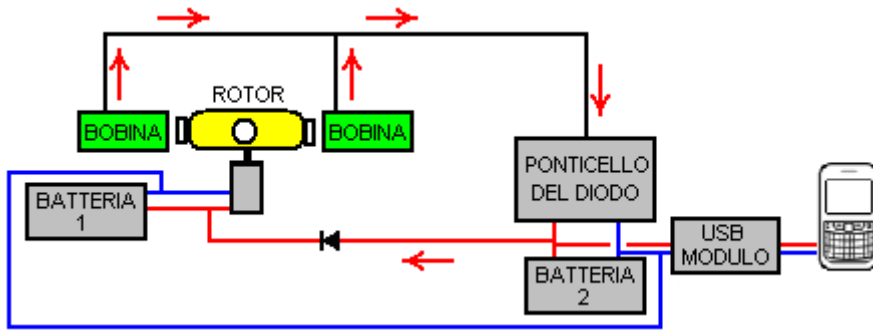 ROTOR
BOBINA
BOBINA
PONTICELLO
DEL DIODO
BATTERIA
1
USB
MODULO
BATTERIA
2